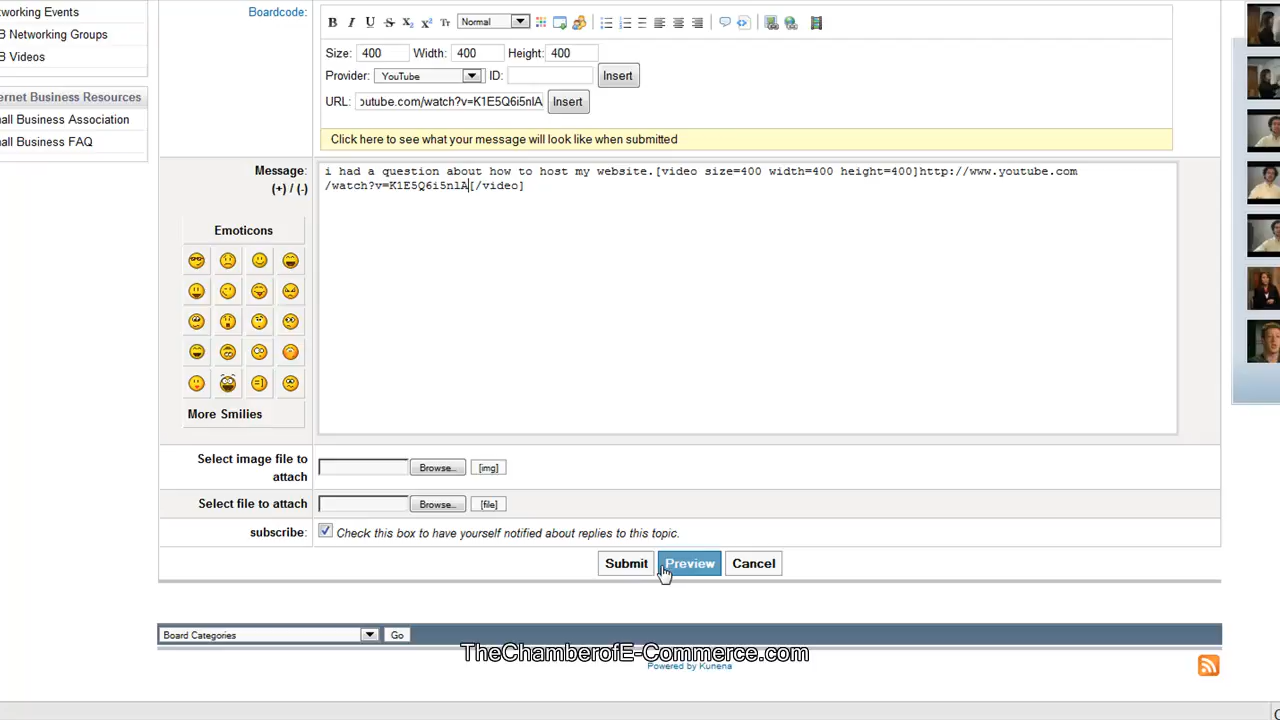 orking Events
B Networking Groups
B Videos
ernet Business Resources
all Business Association
all Business FAQ
Boardcode:
B I U S X2 X2 Tт Normal
Size: 400 Width: 400 Height: 400
Provider: YouTube ID: Insert
URL: outube.com/watch?v=K1E5Q6i5nlA Insert
Click here to see what your message will look like when submitted
Message:
(+) / (-)
i had a question about how to host my website.[video size=400 width=400 height=400]http://www.youtube.com
/watch?v=K1E5Q6i5nlA[/video]
Emoticons
More Smilies
Select image file to
attach
Browse... [img]
Select file to attach
Browse... [file]
subscribe:
Check this box to have yourself notified about replies to this topic.
Submit Preview Cancel
Board Categories Go
TheChamberofE-Commerce.com
Powered by Kunena